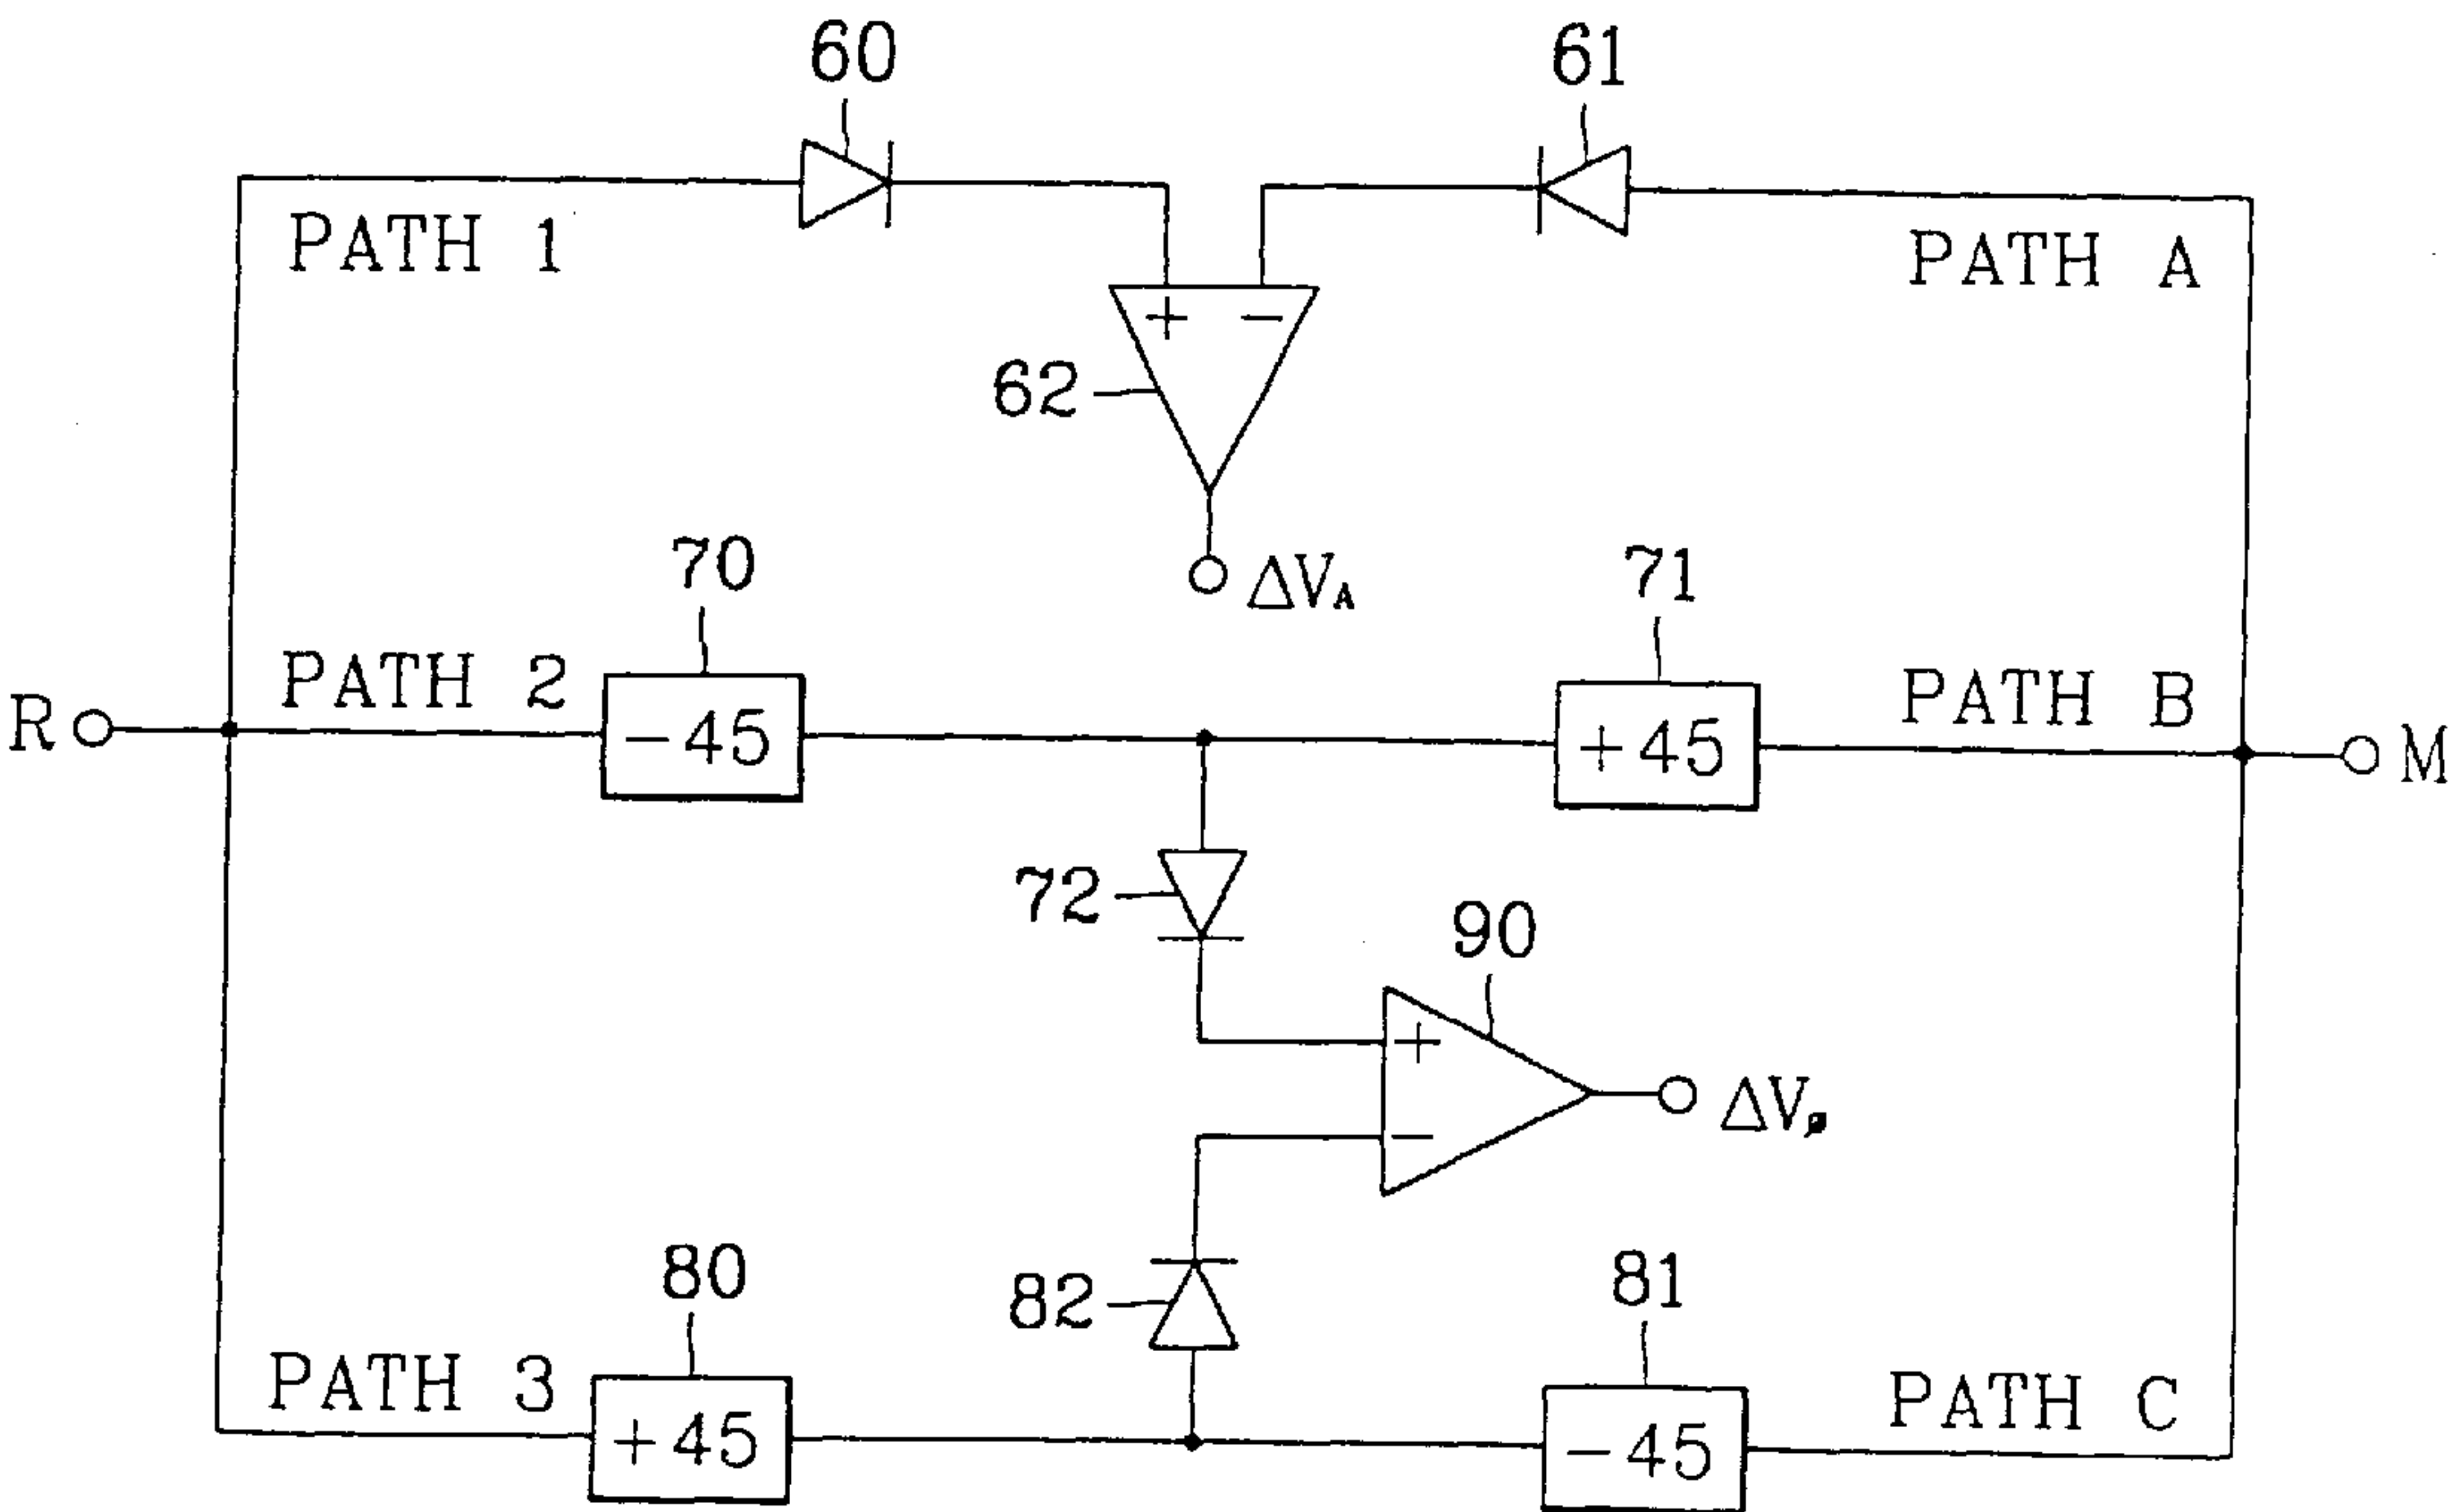 60
61
PATH 1
PATH A
+ -
62
ΔVA
70
71
PATH 2
PATH B
R
-45
+45
M
72
90
+
ΔVø
-
80
82
81
PATH 3
PATH C
+45
-45